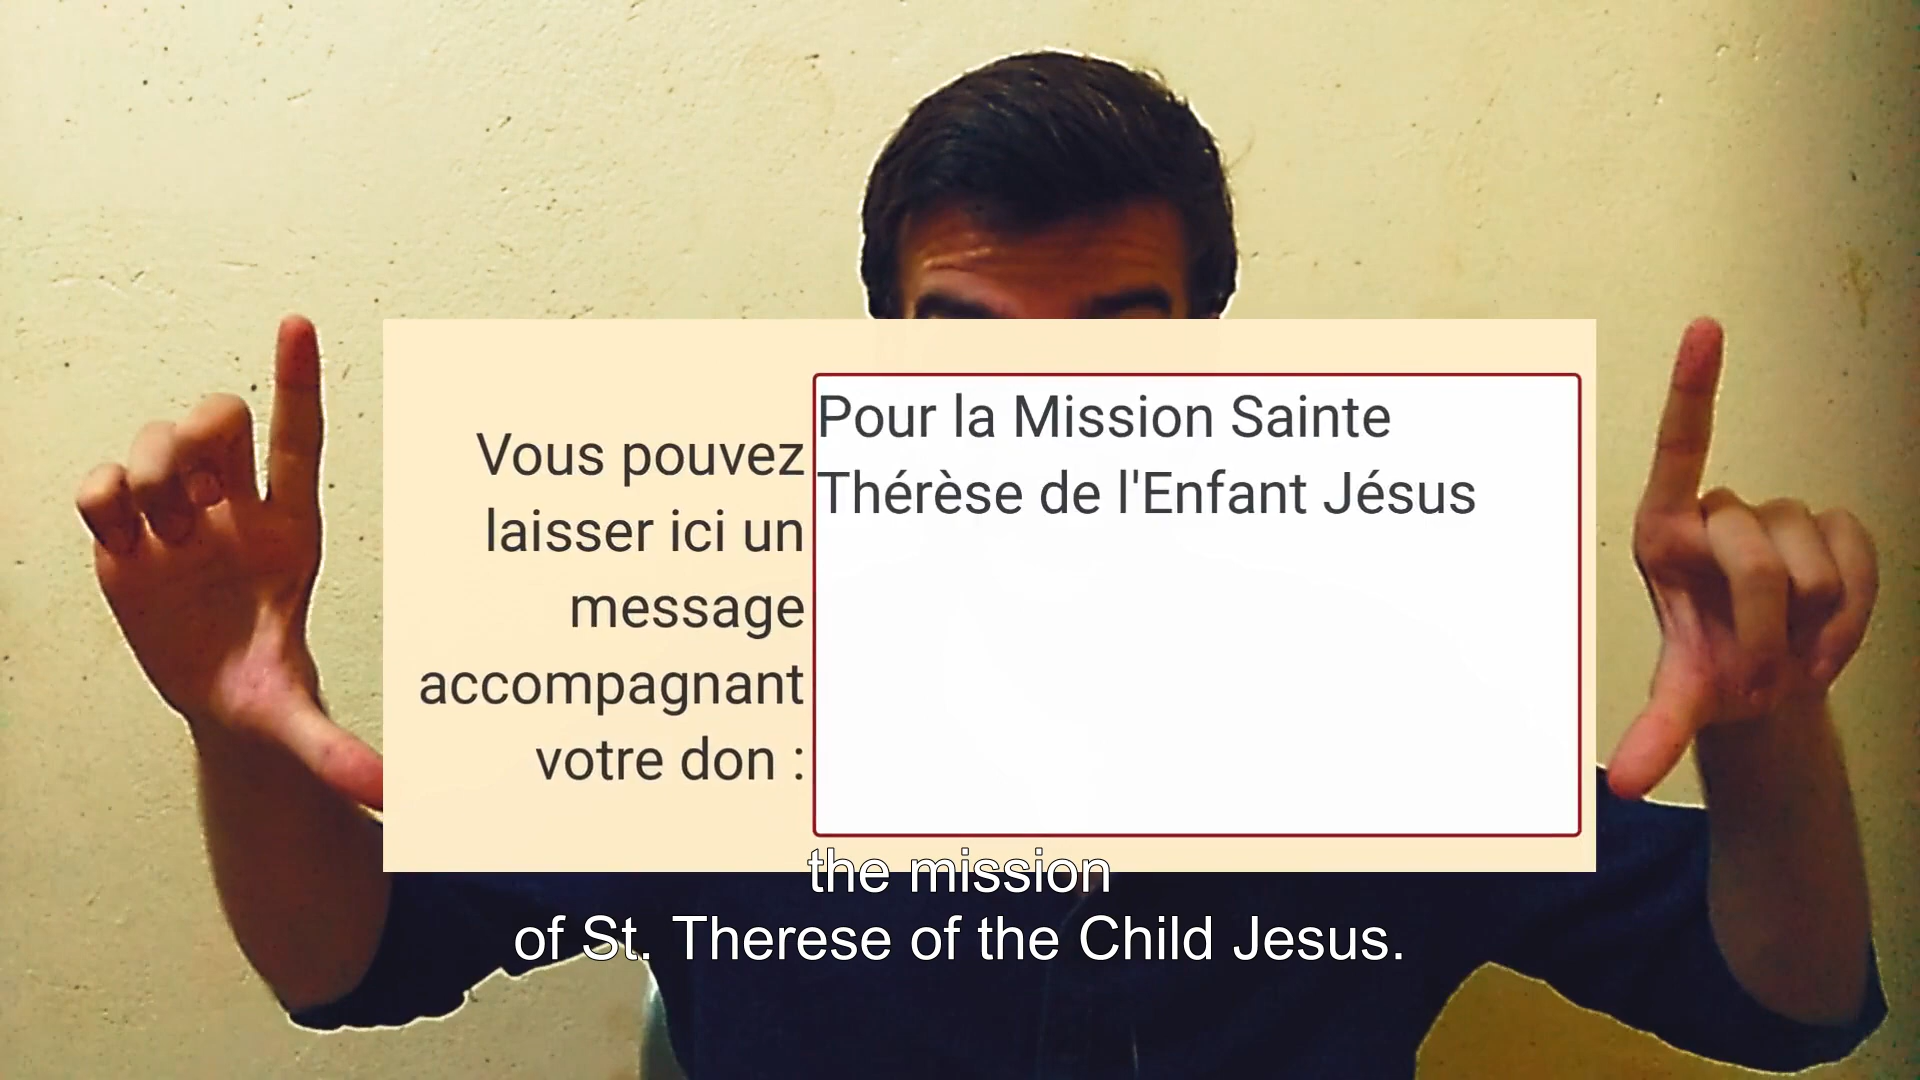 Vous pouvez
laisser ici un
message
accompagnant
votre don :
Pour la Mission Sainte
Thérèse de l'Enfant Jésus
the mission
of St. Therese of the Child Jesus.